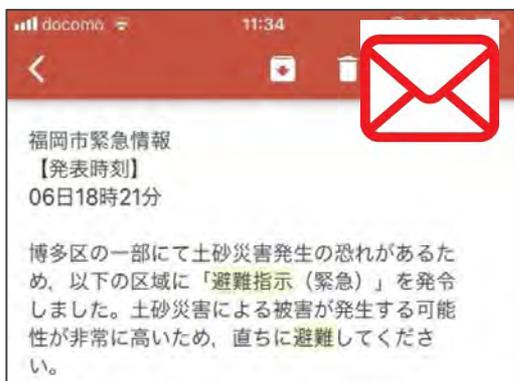 docomo
11:34
福岡市緊急情報
【発表時刻】
06日18時21分
博多区の一部にて土砂災害発生の恐れがあるた
め、以下の区域に「避難指示（緊急）」を発令
しました。土砂災害による被害が発生する可能
性が非常に高いため、直ちに避難してくださ
い。